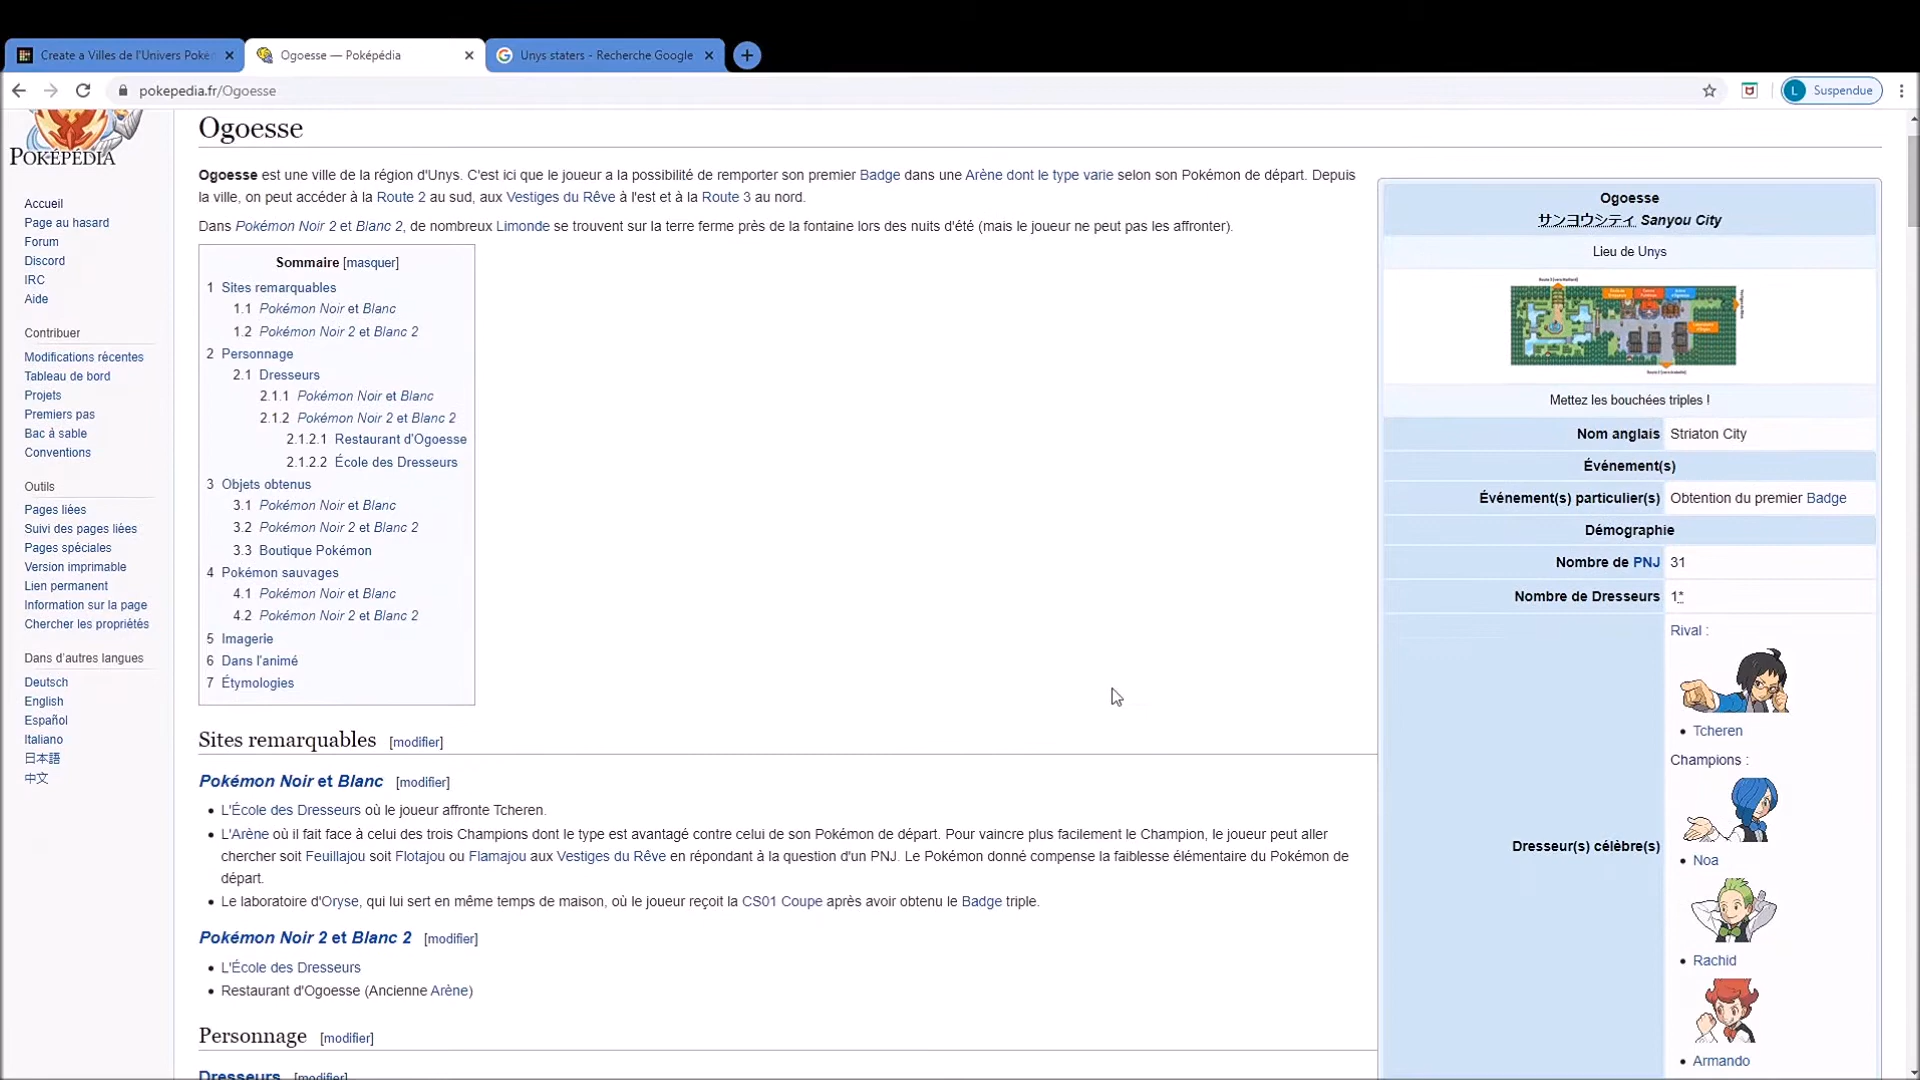 Create a Villes de l'Univers Poké
Ogoesse — Poképédia
Unys staters - Recherche Google
pokepedia.fr/Ogoesse
L Suspendue
POKÉPÉDIA
Accueil
Page au hasard
Forum
Discord
IRC
Aide
Contribuer
Modifications récentes
Tableau de bord
Projets
Premiers pas
Bac à sable
Conventions
Outils
Pages liées
Suivi des pages liées
Pages spéciales
Version imprimable
Lien permanent
Information sur la page
Chercher les propriétés
Dans d'autres langues
Deutsch
English
Español
Italiano
日本語
中文
Ogoesse
Ogoesse est une ville de la région d'Unys. C'est ici que le joueur a la possibilité de remporter son premier Badge dans une Arène dont le type varie selon son Pokémon de départ. Depuis
la ville, on peut accéder à la Route 2 au sud, aux Vestiges du Rêve à l'est et à la Route 3 au nord.
Dans Pokémon Noir 2 et Blanc 2, de nombreux Limonde se trouvent sur la terre ferme près de la fontaine lors des nuits d'été (mais le joueur ne peut pas les affronter).
Sommaire [masquer]
1 Sites remarquables
1.1 Pokémon Noir et Blanc
1.2 Pokémon Noir 2 et Blanc 2
2 Personnage
2.1 Dresseurs
2.1.1 Pokémon Noir et Blanc
2.1.2 Pokémon Noir 2 et Blanc 2
2.1.2.1 Restaurant d'Ogoesse
2.1.2.2 École des Dresseurs
3 Objets obtenus
3.1 Pokémon Noir et Blanc
3.2 Pokémon Noir 2 et Blanc 2
3.3 Boutique Pokémon
4 Pokémon sauvages
4.1 Pokémon Noir et Blanc
4.2 Pokémon Noir 2 et Blanc 2
5 Imagerie
6 Dans l'animé
7 Étymologies
Sites remarquables [modifier]
Pokémon Noir et Blanc [modifier]
• L'École des Dresseurs où le joueur affronte Tcheren.
• L'Arène où il fait face à celui des trois Champions dont le type est avantagé contre celui de son Pokémon de départ. Pour vaincre plus facilement le Champion, le joueur peut aller
chercher soit Feuillajou soit Flotajou ou Flamajou aux Vestiges du Rêve en répondant à la question d'un PNJ. Le Pokémon donné compense la faiblesse élémentaire du Pokémon de
départ.
• Le laboratoire d'Oryse, qui lui sert en même temps de maison, où le joueur reçoit la CS01 Coupe après avoir obtenu le Badge triple.
Pokémon Noir 2 et Blanc 2 [modifier]
• L'École des Dresseurs
• Restaurant d'Ogoesse (Ancienne Arène)
Personnage [modifier]
Dresseurs [modifier]
Ogoesse
サンヨウシティ Sanyou City
Lieu de Unys
Mettez les bouchées triples !
Nom anglais Striaton City
Événement(s)
Événement(s) particulier(s) Obtention du premier Badge
Démographie
Nombre de PNJ 31
Nombre de Dresseurs 1*
Dresseur(s) célèbre(s)
Rival :
• Tcheren
Champions :
• Noa
• Rachid
• Armando